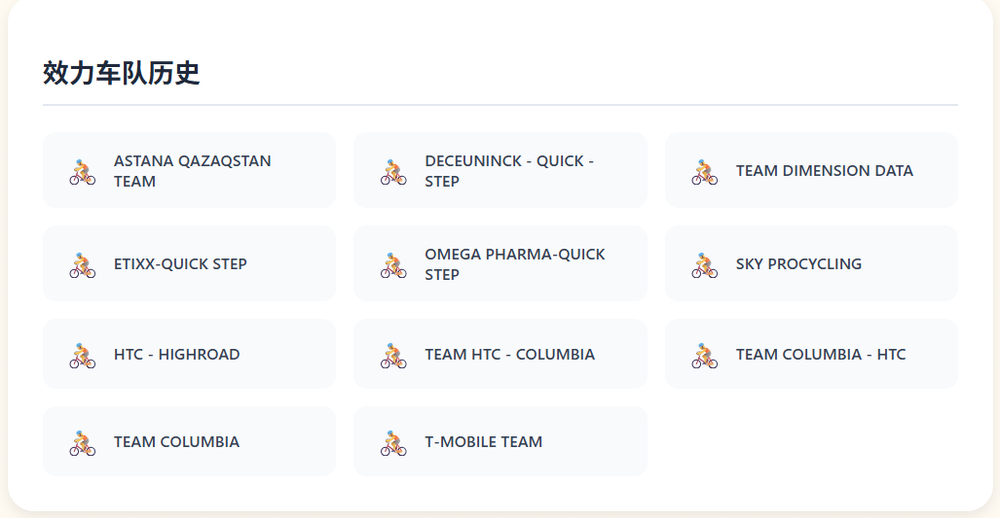 效力车队历史
ASTANA QAZAQSTAN
TEAM
DECEUNINCK - QUICK -
STEP
TEAM DIMENSION DATA
ETIXX-QUICK STEP
OMEGA PHARMA-QUICK
STEP
SKY PROCYCLING
HTC - HIGHROAD
TEAM HTC - COLUMBIA
TEAM COLUMBIA - HTC
TEAM COLUMBIA
T-MOBILE TEAM